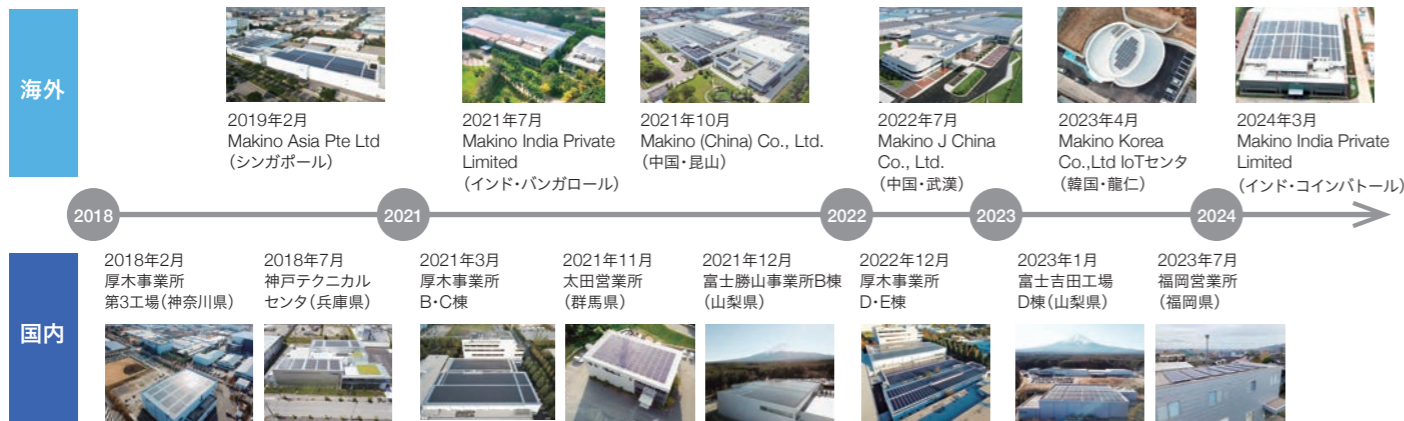 海外
2019年2月
Makino Asia Pte Ltd
（シンガポール）
2021年7月
Makino India Private
Limited
（インド・バンガロール）
2021年10月
Makino (China) Co., Ltd.
（中国・昆山）
2022年7月
Makino J China
Co., Ltd.
（中国・武漢）
2023年4月
Makino Korea
Co.,Ltd IoTセンタ
（韓国・龍仁）
2024年3月
Makino India Private
Limited
（インド・コインバトール）
2018
2021
2022
2023
2024
国内
2018年2月
厚木事業所
第3工場（神奈川県）
2018年7月
神戸テクニカル
センタ（兵庫県）
2021年3月
厚木事業所
B・C棟
2021年11月
太田営業所
（群馬県）
2021年12月
富士勝山事業所B棟
（山梨県）
2022年12月
厚木事業所
D・E棟
2023年1月
富士吉田工場
D棟（山梨県）
2023年7月
福岡営業所
（福岡県）